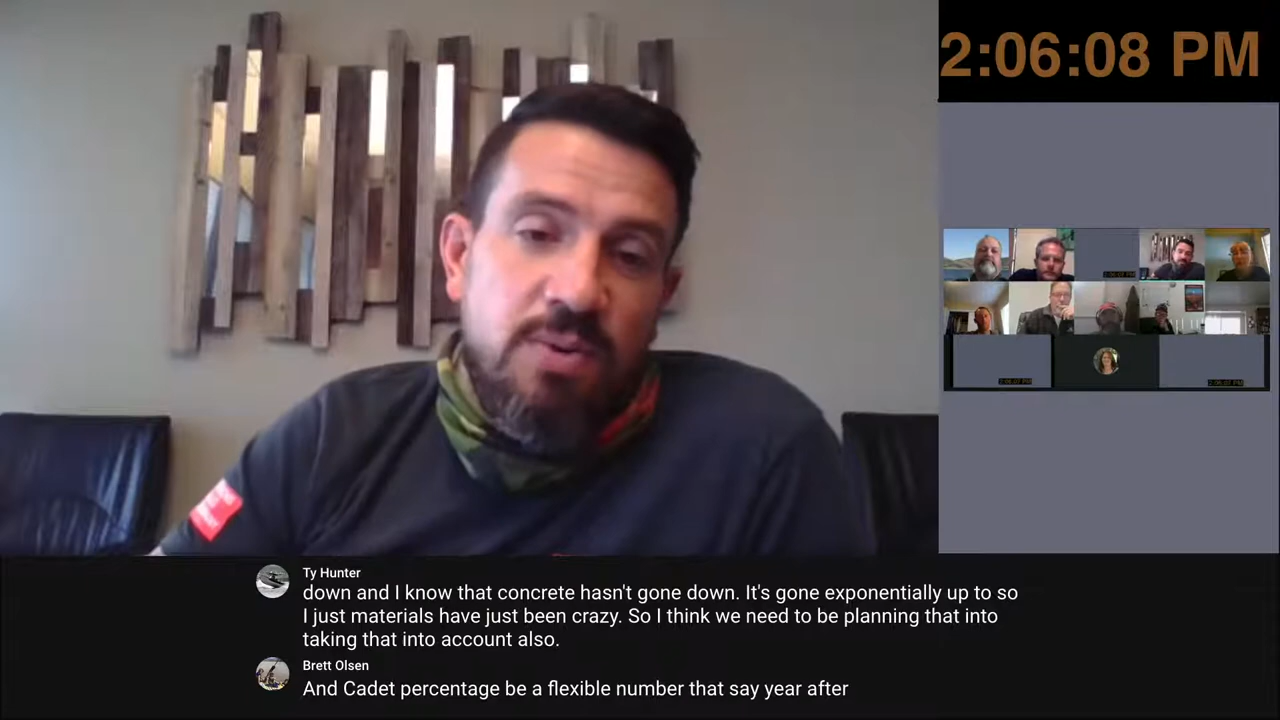 2:06:08 PM
Ty Hunter
down and I know that concrete hasn't gone down. It's gone exponentially up to so
I just materials have just been crazy. So I think we need to be planning that into
taking that into account also.
Brett Olsen
And Cadet percentage be a flexible number that say year after